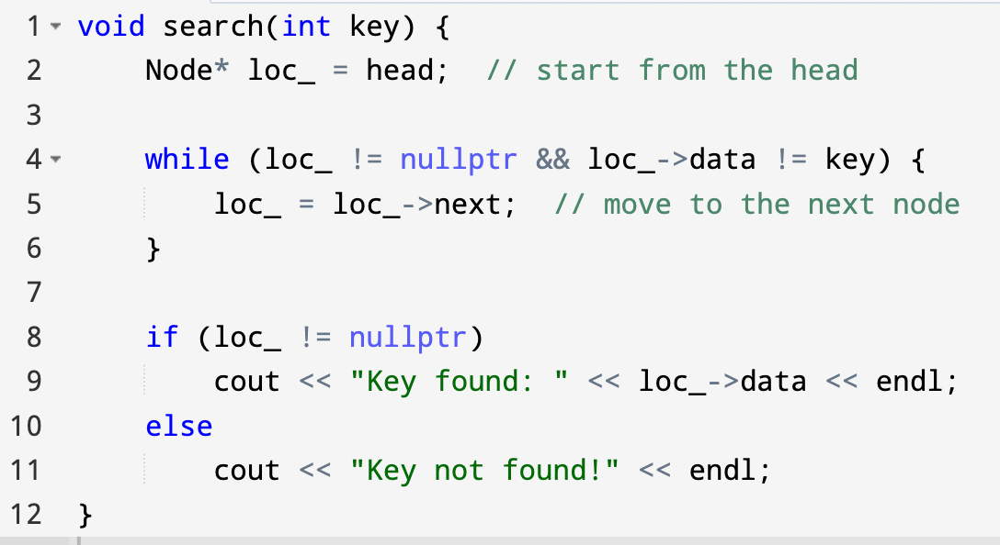 1 void search(int key) {
2 Node* loc_ = head; // start from the head
3
4 while (loc_ != nullptr && loc_->data != key) {
5 loc_ = loc_->next; // move to the next node
6 }
7
8 if (loc_ != nullptr)
9 cout << "Key found: " << loc_->data << endl;
10 else
11 cout << "Key not found!" << endl;
12 }